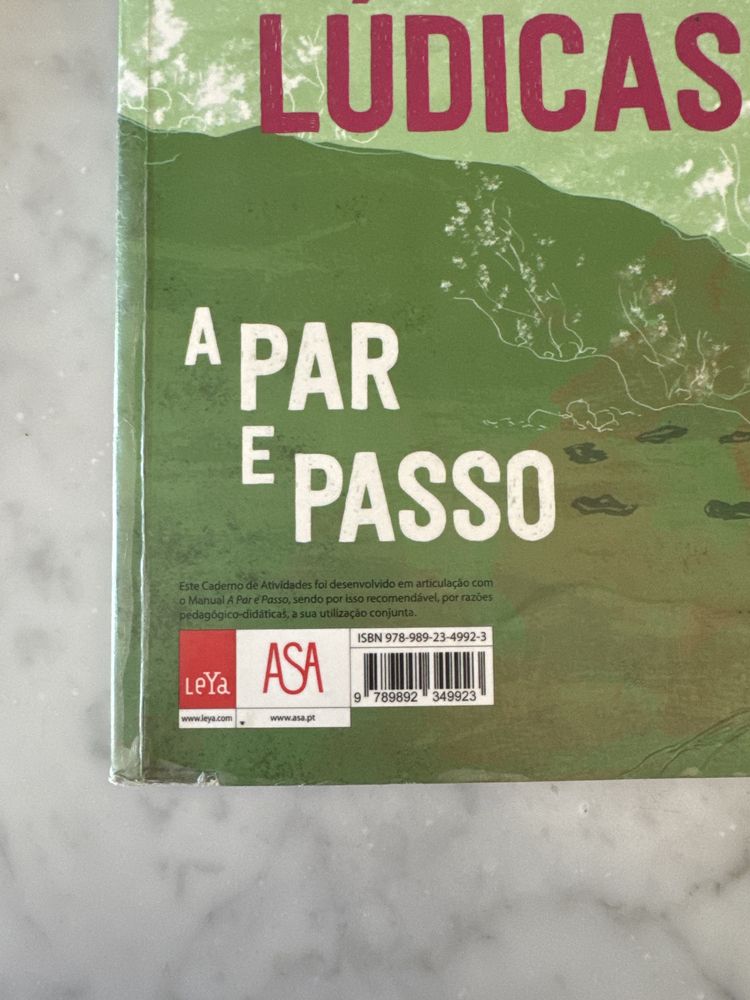 LÚDICAS
A
PAR
E
PASSO
Este Caderno de Atividades foi desenvolvido em articulação com
o Manual A Par e Passo, sendo por isso recomendável, por razões
pedagógico-didáticas, a sua utilização conjunta.
LeYa
www.leya.com
ASA
www.asa.pt
ISBN 978-989-23-4992-3
9 789892 349923